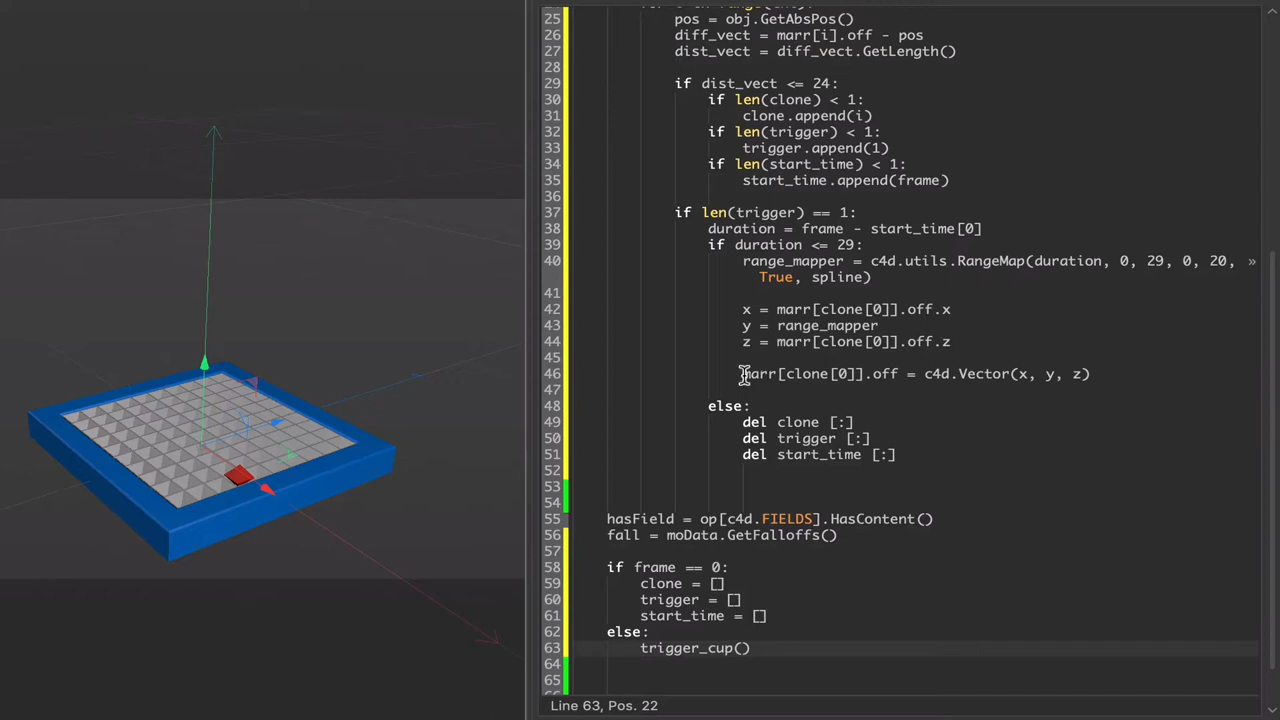 25 pos = obj.GetAbsPos()
26 diff_vect = marr[i].off - pos
27 dist_vect = diff_vect.GetLength()
28
29 if dist_vect <= 24:
30 if len(clone) < 1:
31 clone.append(i)
32 if len(trigger) < 1:
33 trigger.append(1)
34 if len(start_time) < 1:
35 start_time.append(frame)
36
37 if len(trigger) == 1:
38 duration = frame - start_time[0]
39 if duration <= 29:
40 range_mapper = c4d.utils.RangeMap(duration, 0, 29, 0, 20, »
True, spline)
41
42 x = marr[clone[0]].off.x
43 y = range_mapper
44 z = marr[clone[0]].off.z
45
46 marr[clone[0]].off = c4d.Vector(x, y, z)
47
48 else:
49 del clone [:]
50 del trigger [:]
51 del start_time [:]
52
53
54
55 hasField = op[c4d.FIELDS].HasContent()
56 fall = moData.GetFalloffs()
57
58 if frame == 0:
59 clone = []
60 trigger = []
61 start_time = []
62 else:
63 trigger_cup()
64
65
Line 63, Pos. 22